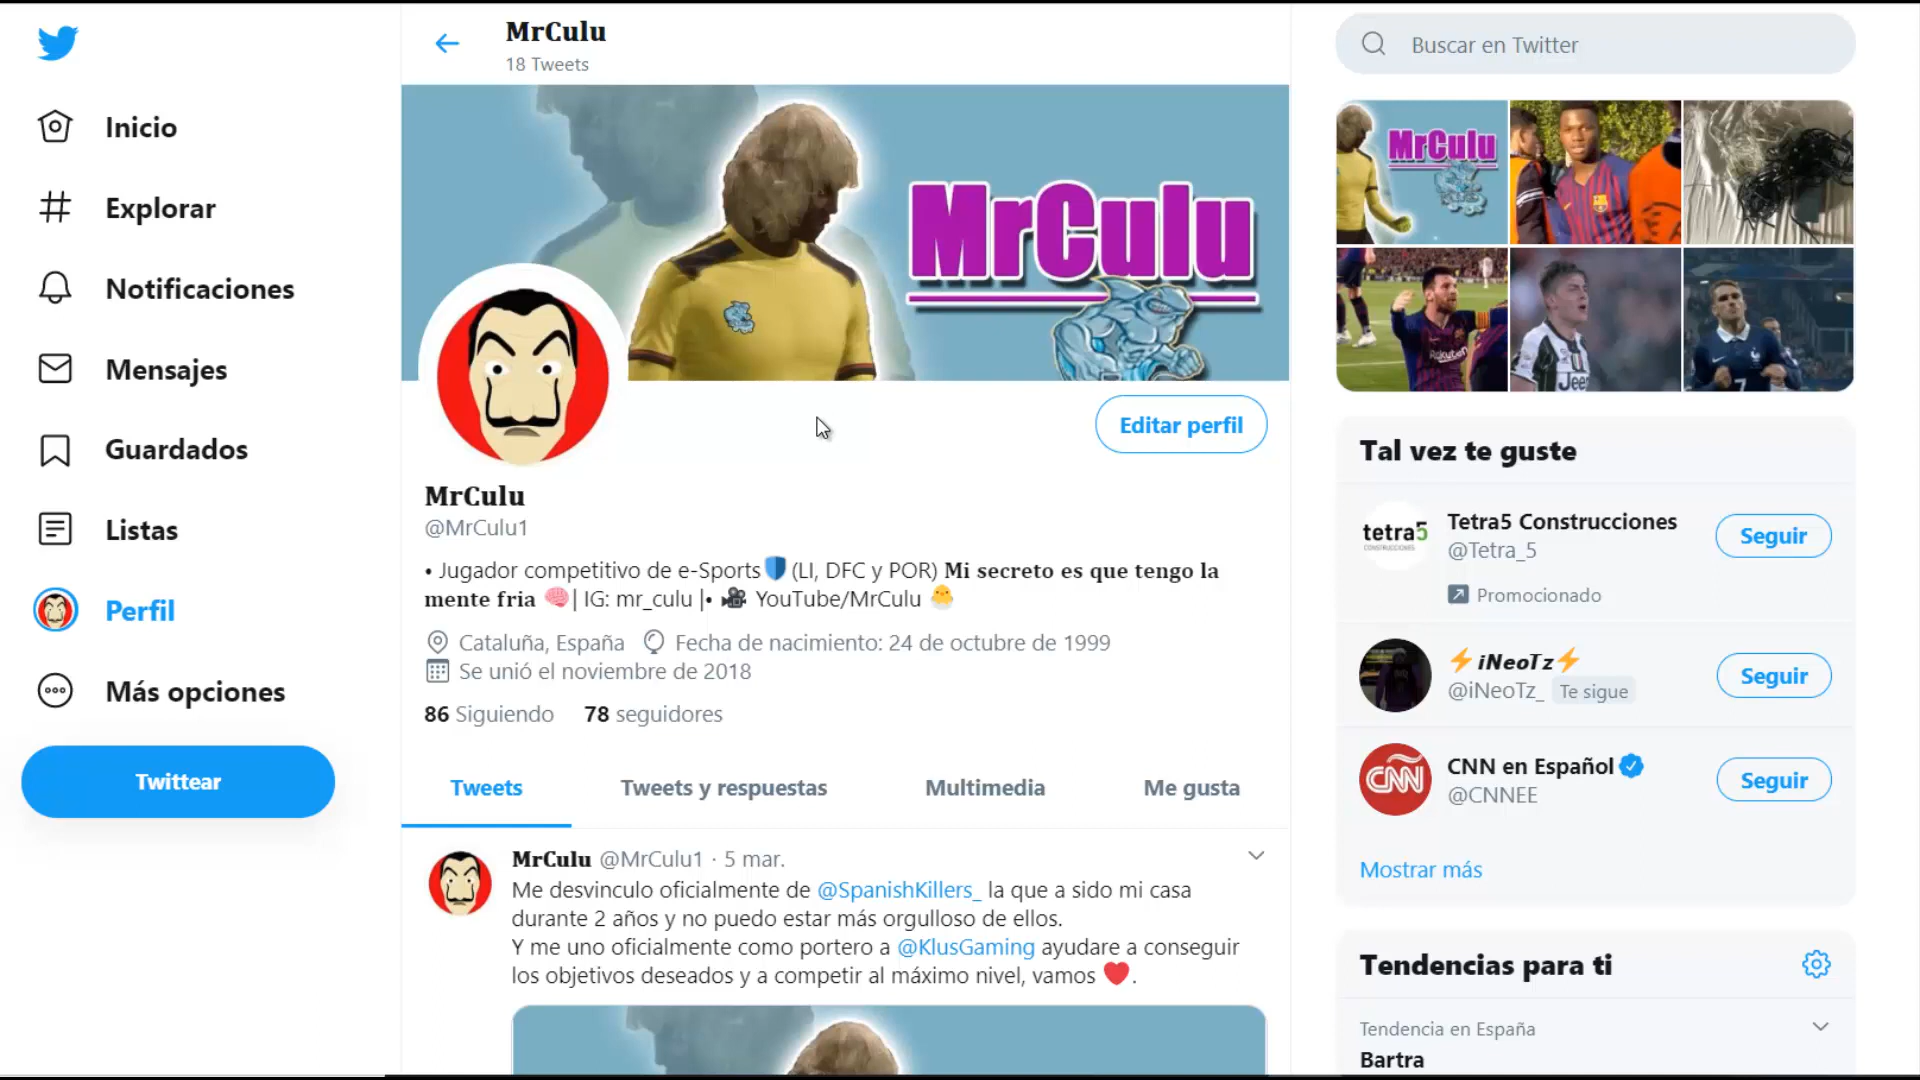 MrCulu
18 Tweets
Inicio
Explorar
Notificaciones
Mensajes
Guardados
Listas
Perfil
Más opciones
Twittear
MrCulu
Editar perfil
MrCulu
@MrCulu1
• Jugador competitivo de e-Sports🛡️ (LI, DFC y POR) Mi secreto es que tengo la
mente fria 🧠| IG: mr_culu |• 🎥 YouTube/MrCulu 🐣
Cataluña, España Fecha de nacimiento: 24 de octubre de 1999
Se unió el noviembre de 2018
86 Siguiendo 78 seguidores
Tweets Tweets y respuestas Multimedia Me gusta
MrCulu @MrCulu1 · 5 mar.
Me desvinculo oficialmente de @SpanishKillers_ la que a sido mi casa
durante 2 años y no puedo estar más orgulloso de ellos.
Y me uno oficialmente como portero a @KlusGaming ayudare a conseguir
los objetivos deseados y a competir al máximo nivel, vamos ❤️.
Buscar en Twitter
MrCulu
Rakuten
Jeep
7
Tal vez te guste
tetra5
CONSTRUCCIONES
Tetra5 Construcciones
@Tetra_5
Seguir
Promocionado
⚡iNeoTz⚡
@iNeoTz_ Te sigue
Seguir
CNN
CNN en Español
@CNNEE
Seguir
Mostrar más
Tendencias para ti
Tendencia en España
Bartra